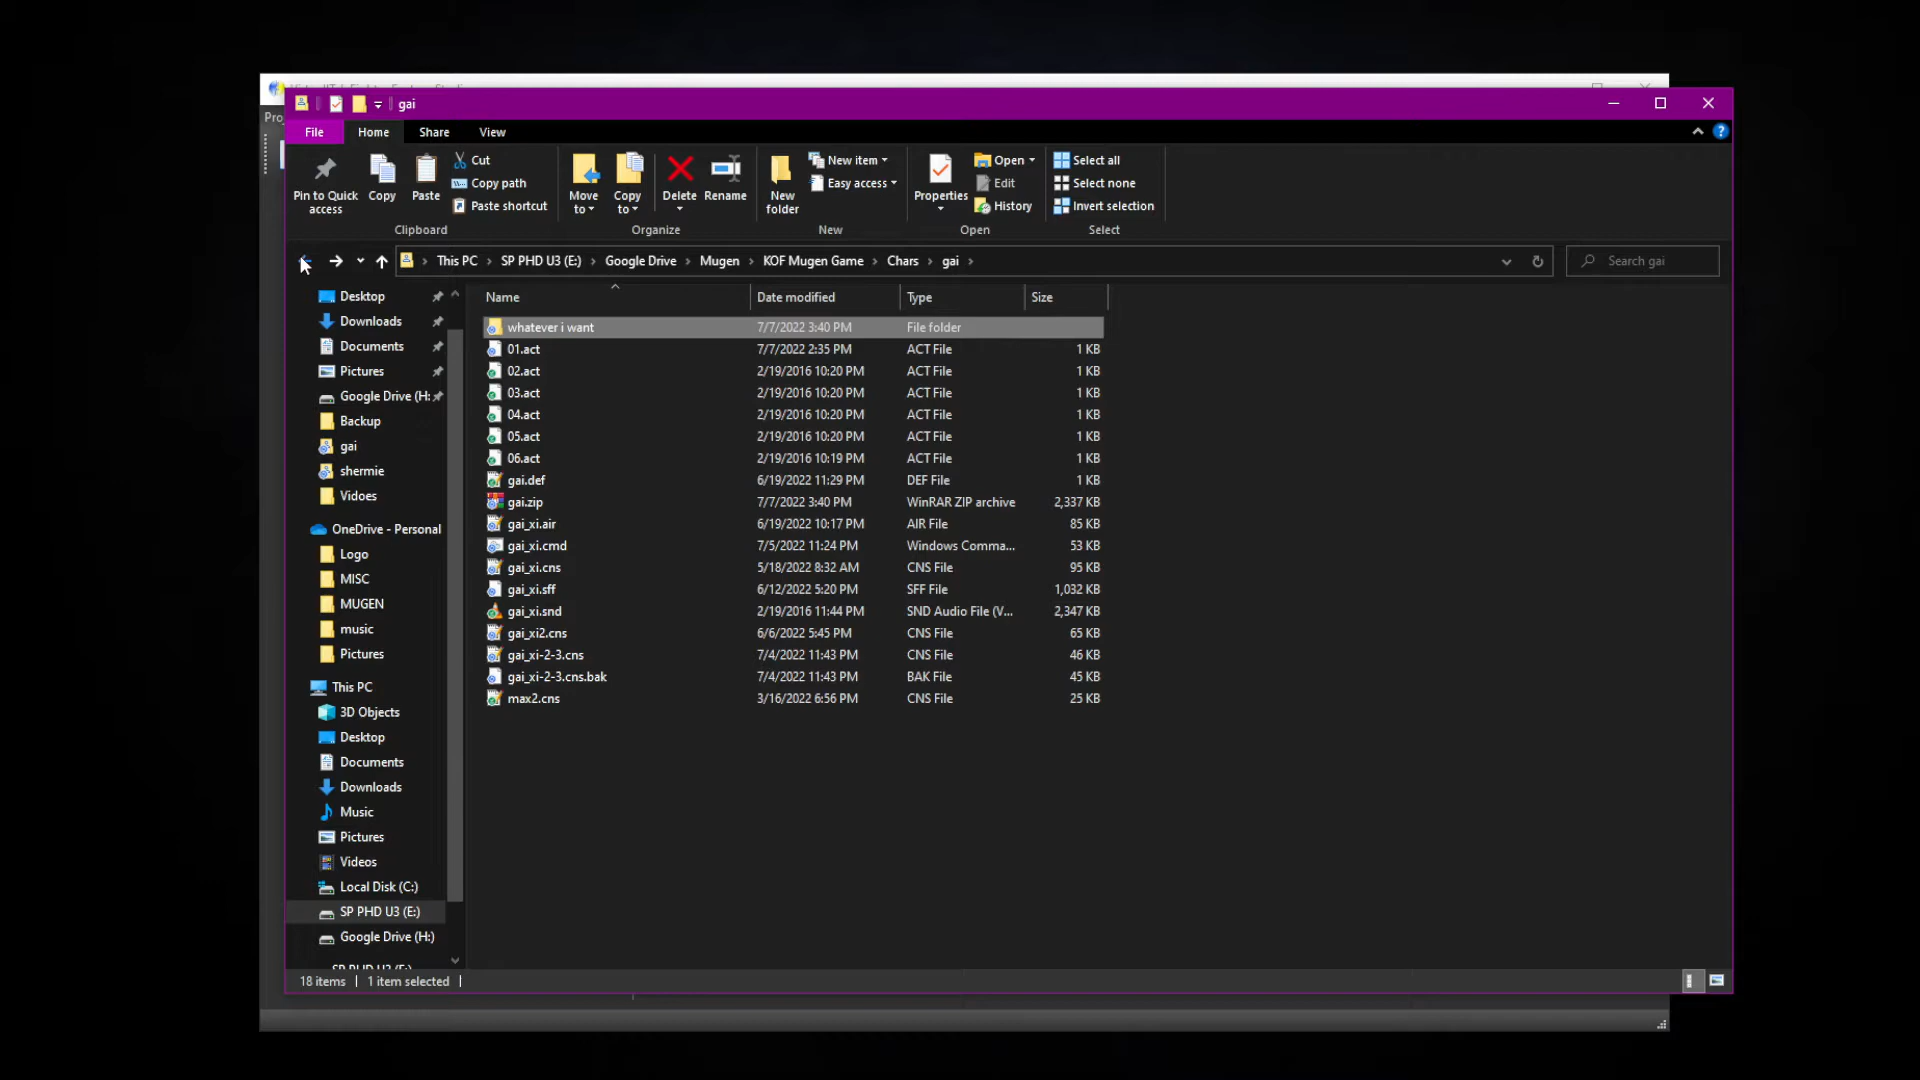 gai
Proj
File Home Share View
Pin to Quick access
Copy
Paste
Cut
Copy path
Paste shortcut
Clipboard
Move to
Copy to
Delete
Rename
Organize
New folder
New item
Easy access
New
Properties
Open
Edit
History
Open
Select all
Select none
Invert selection
Select
This PC › SP PHD U3 (E:) › Google Drive › Mugen › KOF Mugen Game › Chars › gai ›
Search gai
Desktop
Downloads
Documents
Pictures
Google Drive (H:
Backup
gai
shermie
Vidoes
OneDrive - Personal
Logo
MISC
MUGEN
music
Pictures
This PC
3D Objects
Desktop
Documents
Downloads
Music
Pictures
Videos
Local Disk (C:)
SP PHD U3 (E:)
Google Drive (H:)
SP PHD U3 (E:)
Name Date modified Type Size
whatever i want 7/7/2022 3:40 PM File folder
01.act 7/7/2022 2:35 PM ACT File 1 KB
02.act 2/19/2016 10:20 PM ACT File 1 KB
03.act 2/19/2016 10:20 PM ACT File 1 KB
04.act 2/19/2016 10:20 PM ACT File 1 KB
05.act 2/19/2016 10:20 PM ACT File 1 KB
06.act 2/19/2016 10:19 PM ACT File 1 KB
gai.def 6/19/2022 11:29 PM DEF File 1 KB
gai.zip 7/7/2022 3:40 PM WinRAR ZIP archive 2,337 KB
gai_xi.air 6/19/2022 10:17 PM AIR File 85 KB
gai_xi.cmd 7/5/2022 11:24 PM Windows Comma... 53 KB
gai_xi.cns 5/18/2022 8:32 AM CNS File 95 KB
gai_xi.sff 6/12/2022 5:20 PM SFF File 1,032 KB
gai_xi.snd 2/19/2016 11:44 PM SND Audio File (V... 2,347 KB
gai_xi2.cns 6/6/2022 5:45 PM CNS File 65 KB
gai_xi-2-3.cns 7/4/2022 11:43 PM CNS File 46 KB
gai_xi-2-3.cns.bak 7/4/2022 11:43 PM BAK File 45 KB
max2.cns 3/16/2022 6:56 PM CNS File 25 KB
18 items 1 item selected